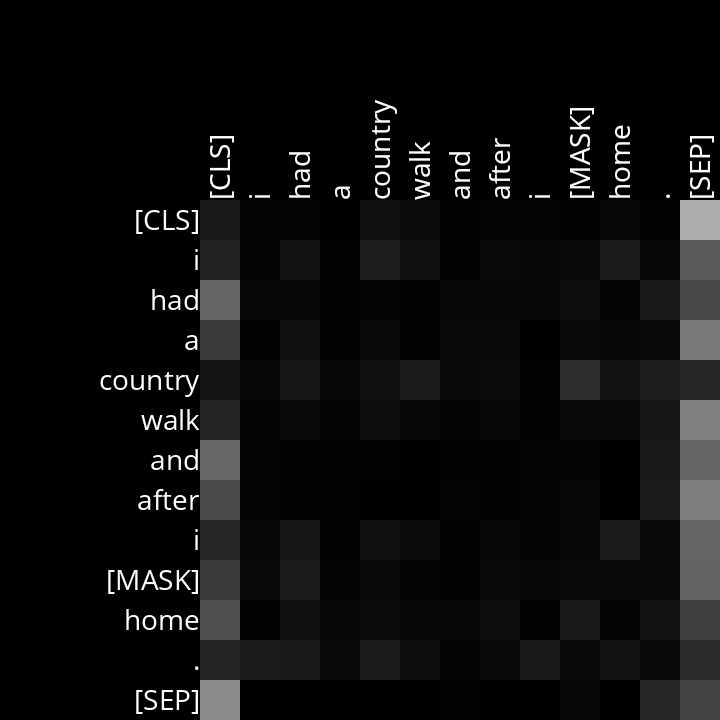 [CLS] i had a country walk and after i [MASK] home . [SEP]
[CLS]
i
had
a
country
walk
and
after
i
[MASK]
home
.
[SEP]